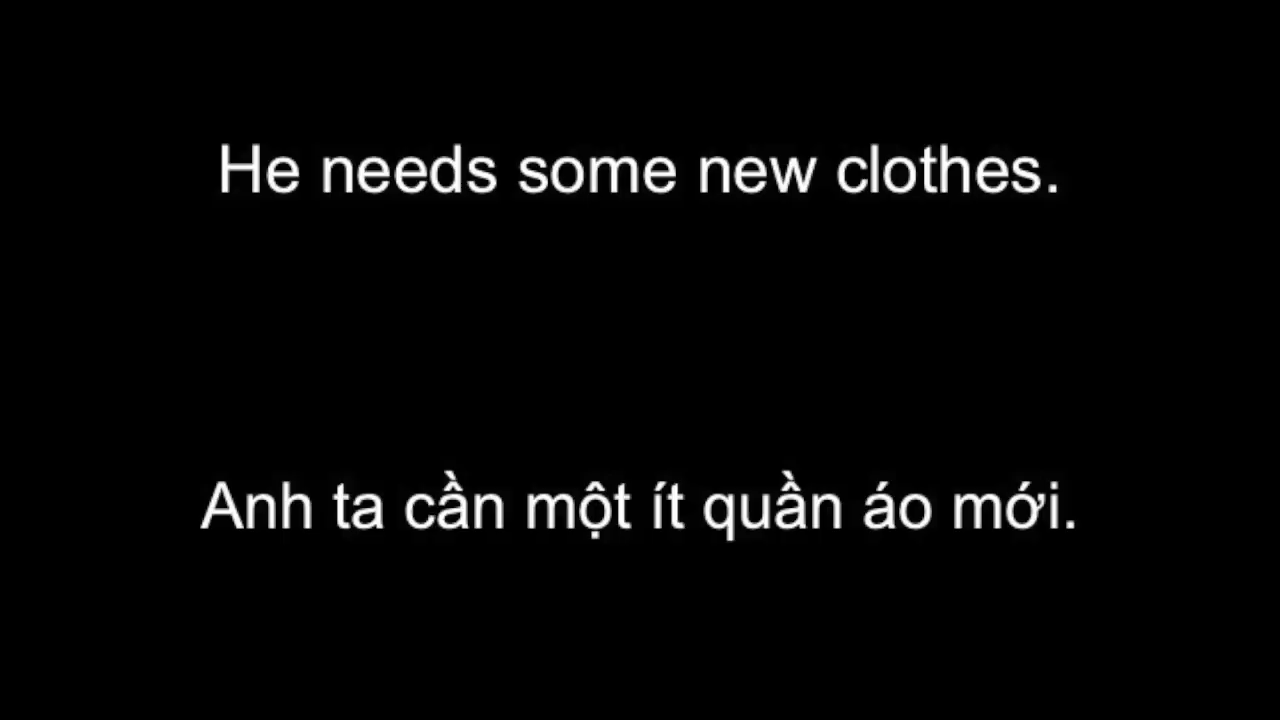 He needs some new clothes.
Anh ta cần một ít quần áo mới.